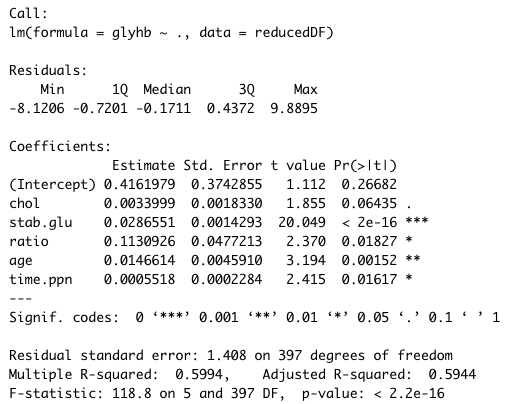 Call:
lm(formula = glyhb ~ ., data = reducedDF)
Residuals:
Min 1Q Median 3Q Max
-8.1206 -0.7201 -0.1711 0.4372 9.8895
Coefficients:
Estimate Std. Error t value Pr(>|t|)
(Intercept) 0.4161979 0.3742855 1.112 0.26682
chol 0.0033999 0.0018330 1.855 0.06435 .
stab.glu 0.0286551 0.0014293 20.049 < 2e-16 ***
ratio 0.1130926 0.0477213 2.370 0.01827 *
age 0.0146614 0.0045910 3.194 0.00152 **
time.ppn 0.0005518 0.0002284 2.415 0.01617 *
---
Signif. codes: 0 ‘***’ 0.001 ‘**’ 0.01 ‘*’ 0.05 ‘.’ 0.1 ‘ ’ 1
Residual standard error: 1.408 on 397 degrees of freedom
Multiple R-squared: 0.5994, Adjusted R-squared: 0.5944
F-statistic: 118.8 on 5 and 397 DF, p-value: < 2.2e-16